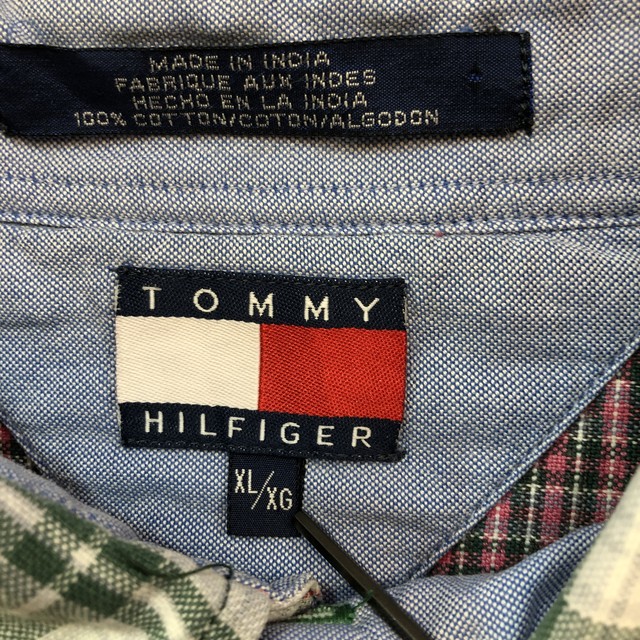 MADE IN INDIA
FABRIQUE AUX INDES
HECHO EN LA INDIA
100% COTTON/COTON/ALGODON
TOMMY
HILFIGER
XL/XG